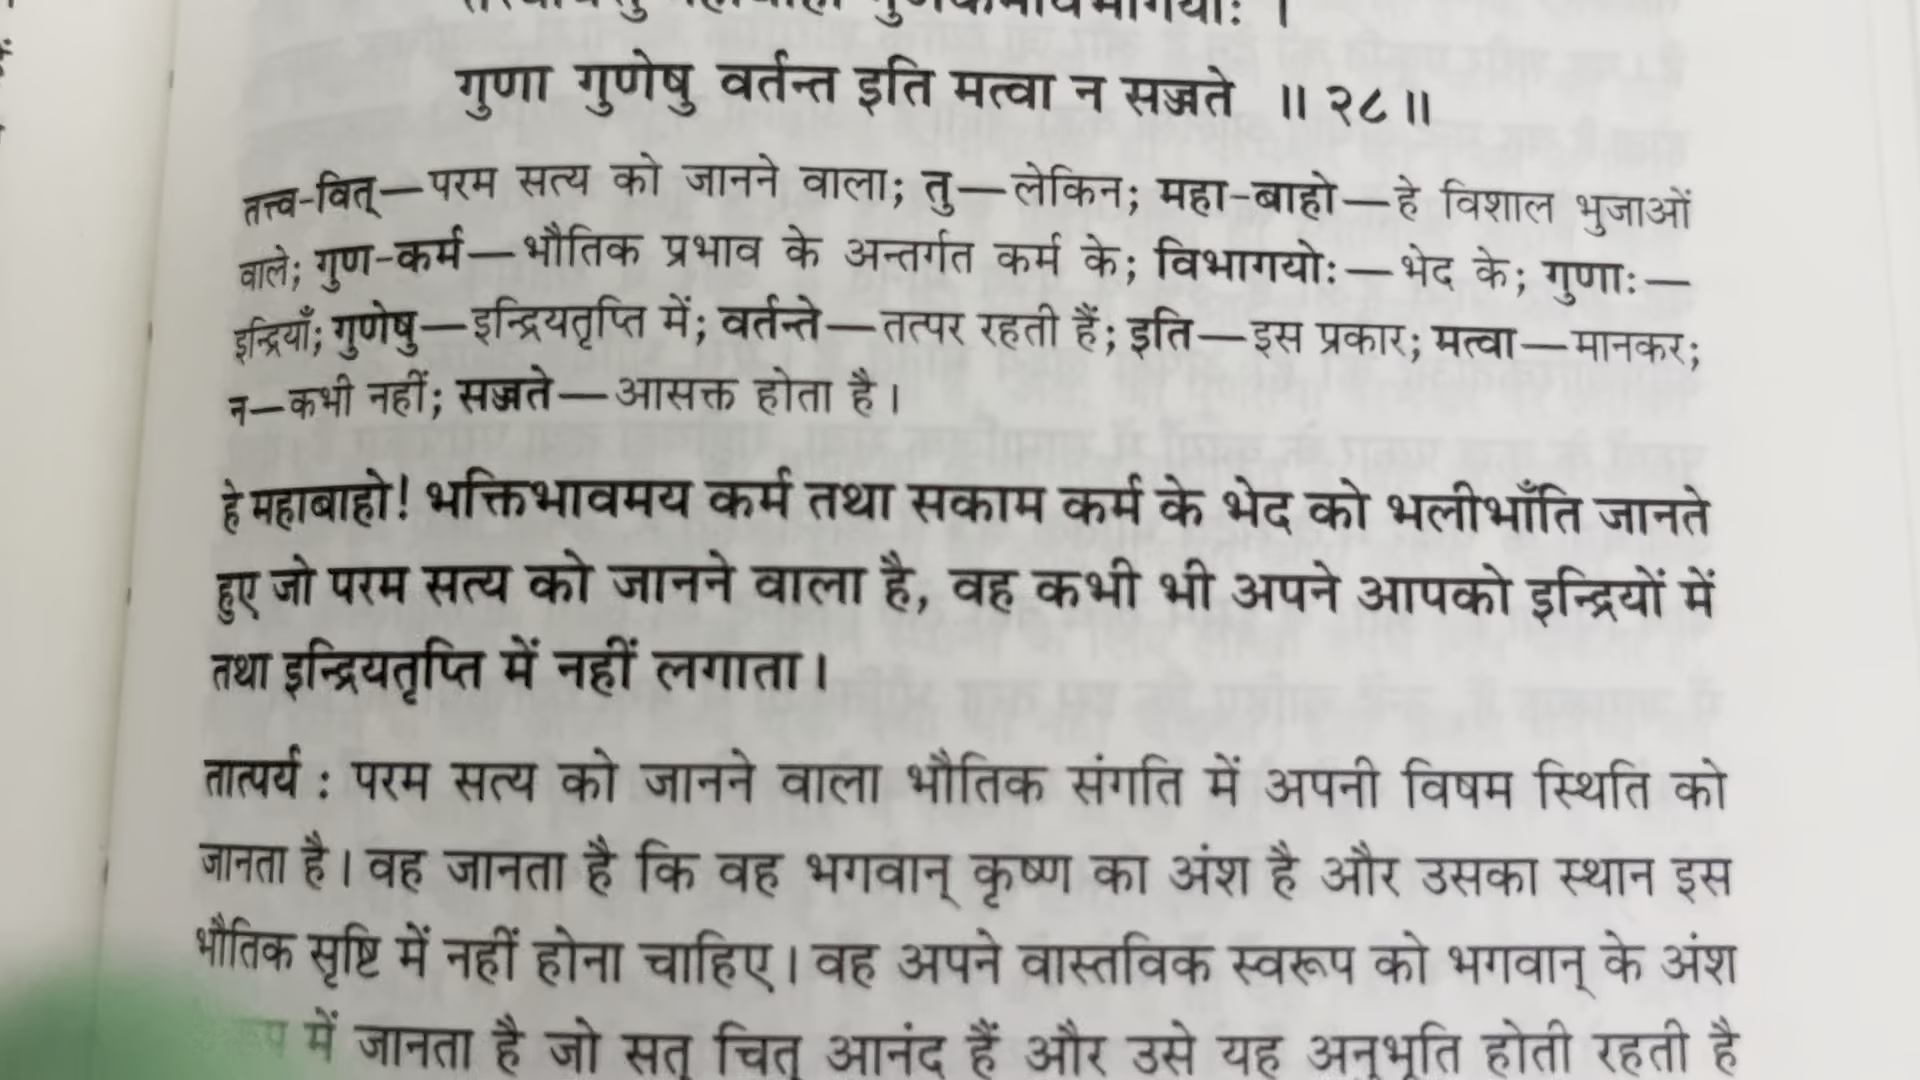 गुणा गुणेषु वर्तन्त इति मत्वा न सज्जते ॥ २८ ॥
तत्त्व-वित्—परम सत्य को जानने वाला; तु—लेकिन; महा-बाहो—हे विशाल भुजाओं
वाले; गुण-कर्म—भौतिक प्रभाव के अन्तर्गत कर्म के; विभागयोः—भेद के; गुणाः—
इन्द्रियाँ; गुणेषु—इन्द्रियतृप्ति में; वर्तन्ते—तत्पर रहती हैं; इति—इस प्रकार; मत्वा—मानकर;
न—कभी नहीं; सज्जते—आसक्त होता है।
हे महाबाहो! भक्तिभावमय कर्म तथा सकाम कर्म के भेद को भलीभाँति जानते
हुए जो परम सत्य को जानने वाला है, वह कभी भी अपने आपको इन्द्रियों में
तथा इन्द्रियतृप्ति में नहीं लगाता।
तात्पर्य : परम सत्य को जानने वाला भौतिक संगति में अपनी विषम स्थिति को
जानता है। वह जानता है कि वह भगवान् कृष्ण का अंश है और उसका स्थान इस
भौतिक सृष्टि में नहीं होना चाहिए। वह अपने वास्तविक स्वरूप को भगवान् के अंश
में जानता है जो सत् चित् आनंद हैं और उसे यह अनुभूति होती रहती है